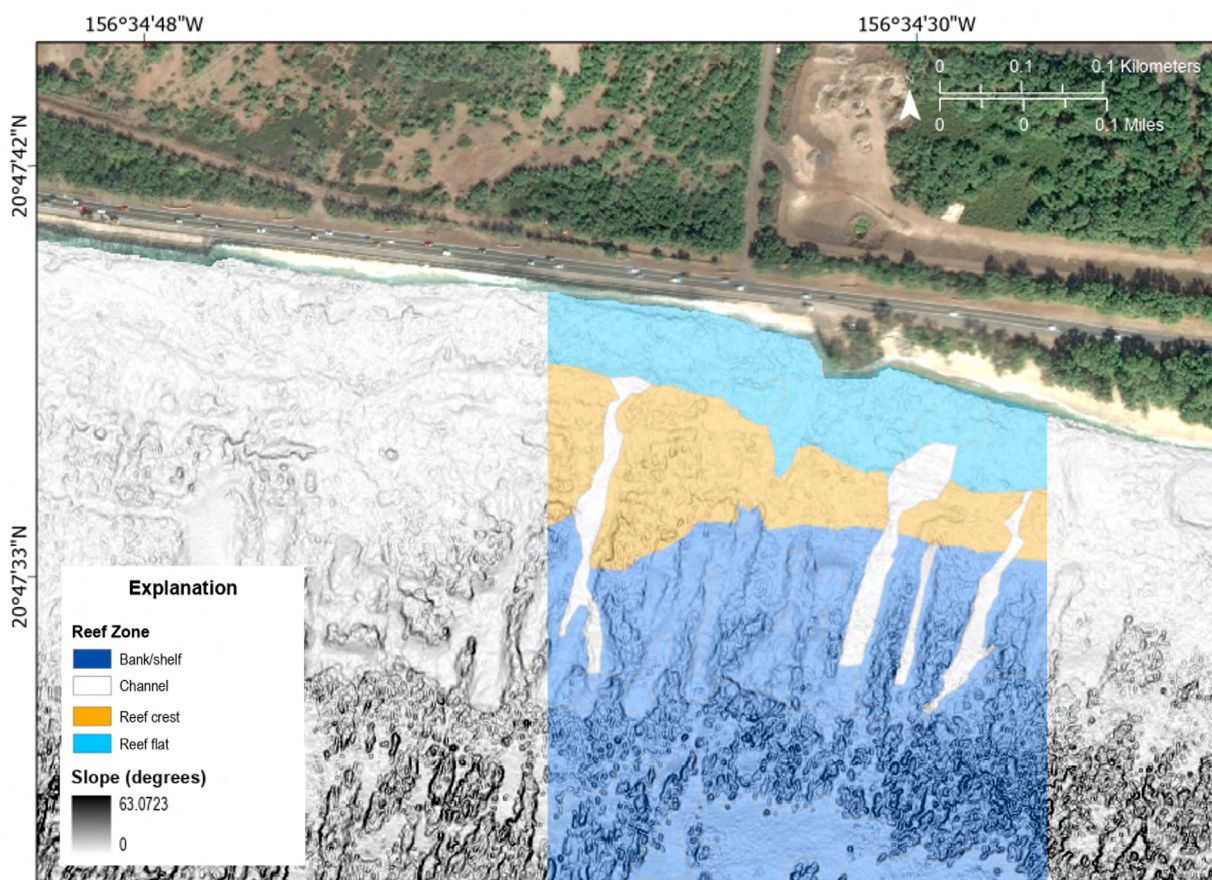 156°34'48"W
156°34'30"W
0 0.1 0.1 Kilometers
N
0 0 0.1 Miles
20°47'42"N
20°47'33"N
Explanation
Reef Zone
Bank/shelf
Channel
Reef crest
Reef flat
Slope (degrees)
63.0723
0